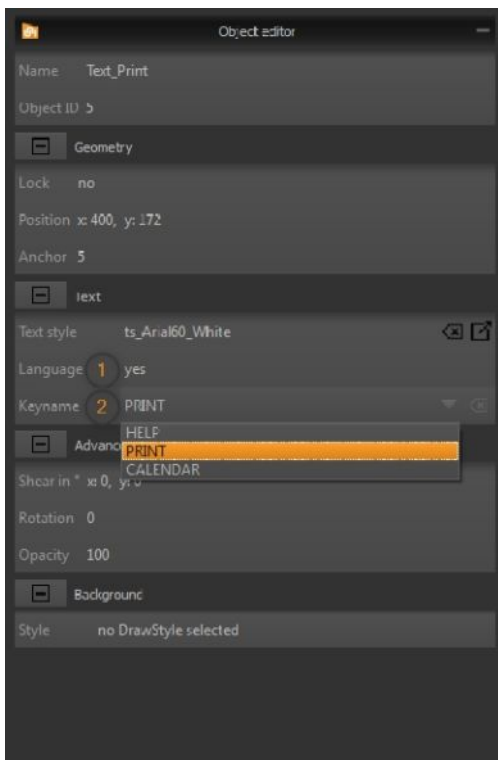 Object editor
Name Text_Print
Object ID 5
Geometry
Lock no
Position x: 400, y: 172
Anchor 5
Text
Text style ts_Arial60_White
Language 1 yes
Keyname 2 PRINT
HELP
Advanc PRINT
CALENDAR
Shear in * x: 0, y: 0
Rotation 0
Opacity 100
Background
Style no DrawStyle selected